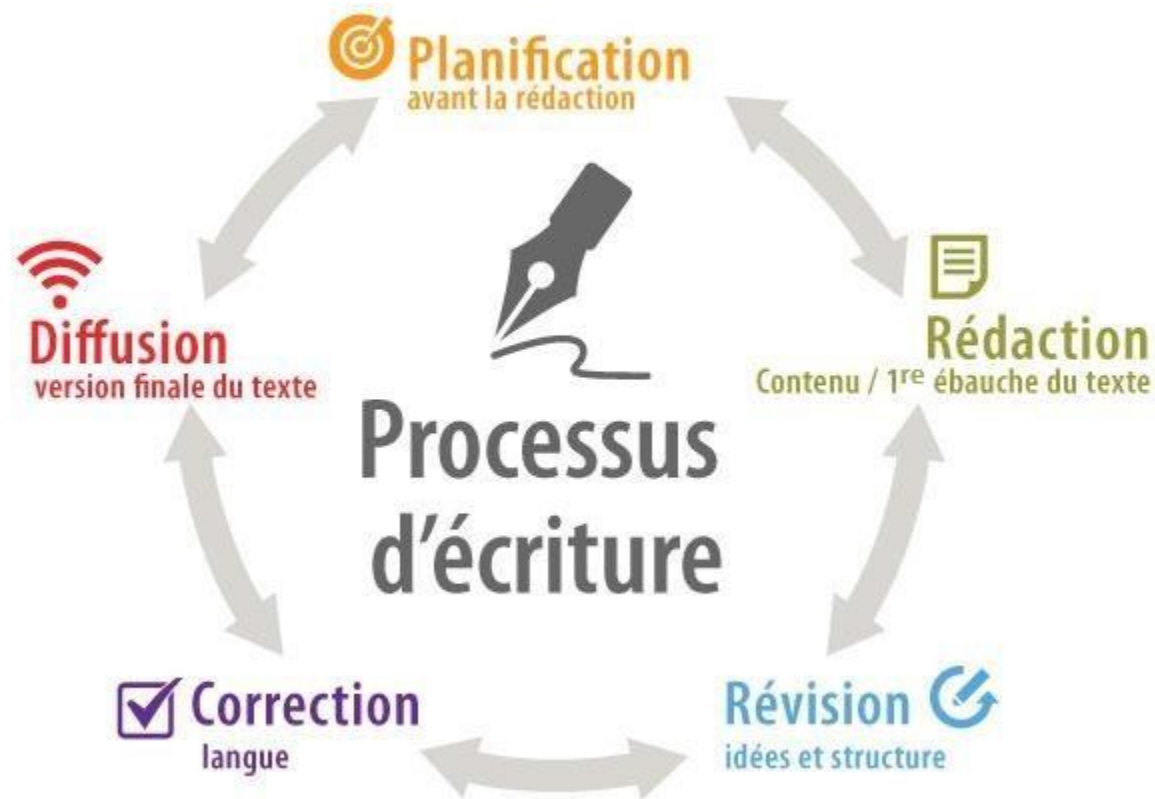 Planification
avant la rédaction
Rédaction
Contenu / 1re ébauche du texte
Révision
idées et structure
Correction
langue
Diffusion
version finale du texte
Processus
d'écriture